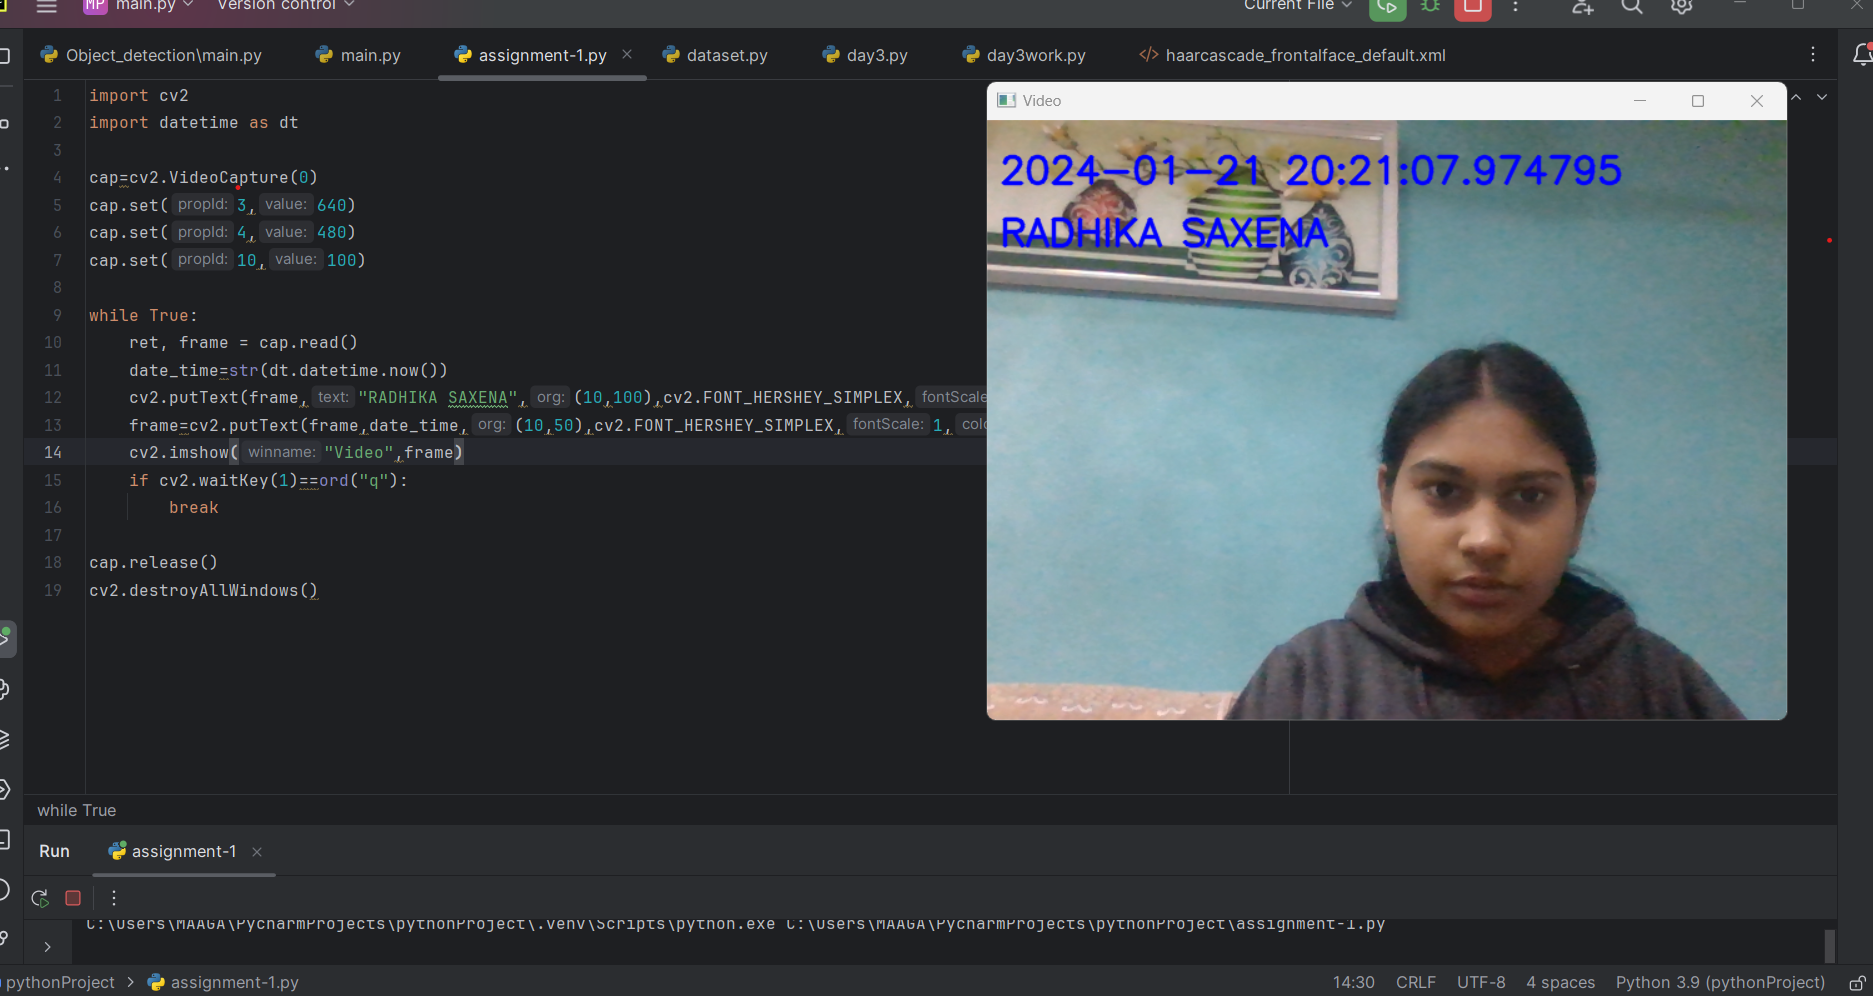 MP main.py Version control Current File
Object_detection\main.py main.py assignment-1.py dataset.py day3.py day3work.py haarcascade_frontalface_default.xml
1 import cv2
2 import datetime as dt
3
4 cap=cv2.VideoCapture(0)
5 cap.set( propId: 3, value: 640)
6 cap.set( propId: 4, value: 480)
7 cap.set( propId: 10, value: 100)
8
9 while True:
10 ret, frame = cap.read()
11 date_time=str(dt.datetime.now())
12 cv2.putText(frame, text: "RADHIKA SAXENA", org: (10,100),cv2.FONT_HERSHEY_SIMPLEX, fontScale
13 frame=cv2.putText(frame,date_time, org: (10,50),cv2.FONT_HERSHEY_SIMPLEX, fontScale: 1, colo
14 cv2.imshow( winname: "Video",frame)
15 if cv2.waitKey(1)==ord("q"):
16 break
17
18 cap.release()
19 cv2.destroyAllWindows()
Video
2024-01-21 20:21:07.974795
RADHIKA SAXENA
while True
Run assignment-1
C:\Users\MAAGA\PycharmProjects\pythonProject\.venv\Scripts\python.exe C:\Users\MAAGA\PycharmProjects\pythonProject\assignment-1.py
pythonProject > assignment-1.py 14:30 CRLF UTF-8 4 spaces Python 3.9 (pythonProject)